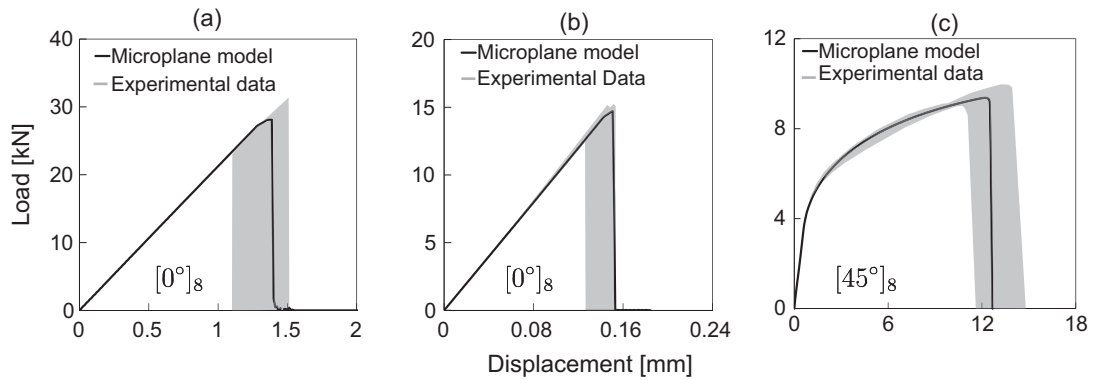 (a)
40
30
20
10
0
Load [kN]
Microplane model
Experimental data
[0°]₈
0 0.5 1 1.5 2
(b)
20
15
10
5
0
Microplane model
Experimental Data
[0°]₈
0 0.08 0.16 0.24
Displacement [mm]
(c)
12
8
4
0
Microplane model
Experimental data
[45°]₈
0 6 12 18